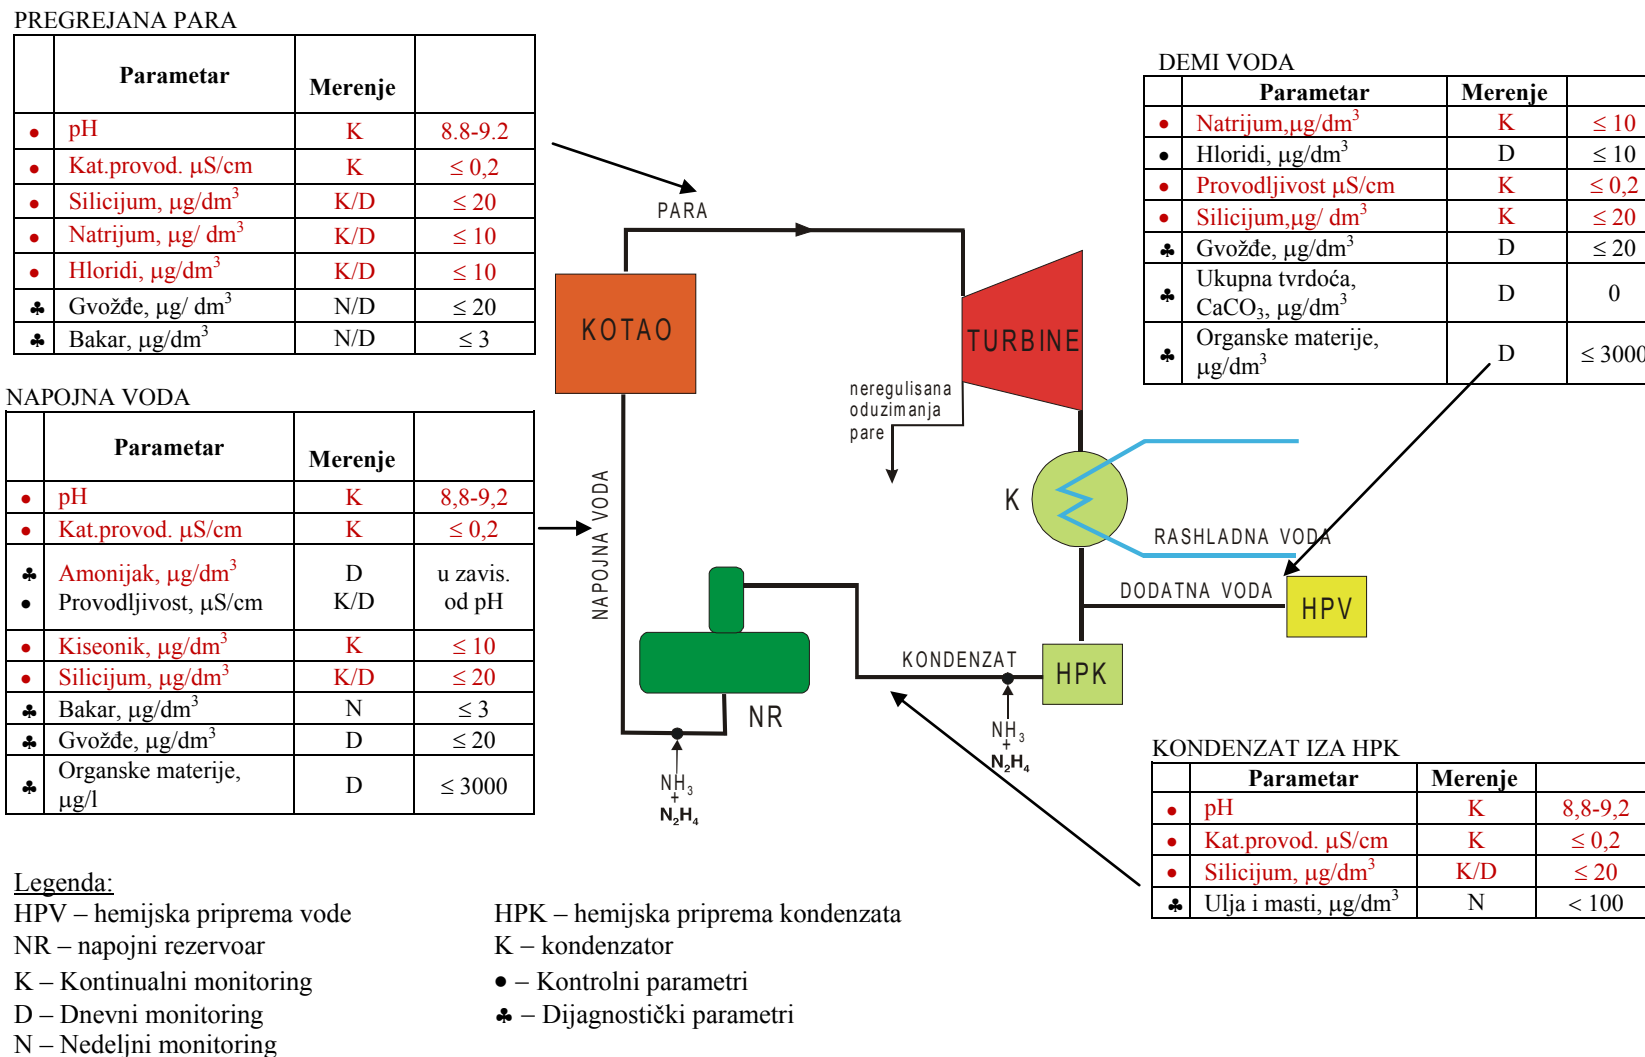 PREGREJANA PARA
Parametar Merenje
• pH K 8.8-9.2
• Kat.provod. μS/cm K ≤ 0,2
• Silicijum, μg/dm³ K/D ≤ 20
• Natrijum, μg/ dm³ K/D ≤ 10
• Hloridi, μg/dm³ K/D ≤ 10
♣ Gvožđe, μg/ dm³ N/D ≤ 20
♣ Bakar, μg/dm³ N/D ≤ 3
NAPOJNA VODA
Parametar Merenje
• pH K 8,8-9,2
• Kat.provod. μS/cm K ≤ 0,2
♣ Amonijak, μg/dm³ D u zavis.
• Provodljivost, μS/cm K/D od pH
• Kiseonik, μg/dm³ K ≤ 10
• Silicijum, μg/dm³ K/D ≤ 20
♣ Bakar, μg/dm³ N ≤ 3
♣ Gvožđe, μg/dm³ D ≤ 20
♣ Organske materije,
μg/l D ≤ 3000
DEMI VODA
Parametar Merenje
• Natrijum,μg/dm³ K ≤ 10
• Hloridi, μg/dm³ D ≤ 10
• Provodljivost μS/cm K ≤ 0,2
• Silicijum,μg/ dm³ K ≤ 20
♣ Gvožđe, μg/dm³ D ≤ 20
♣ Ukupna tvrdoća,
CaCO₃, μg/dm³ D 0
♣ Organske materije,
μg/dm³ D ≤ 3000
PARA
KOTAO
TURBINE
neregulisana
oduzimanja
pare
K
RASHLADNA VODA
NAPOJNA VODA
DODATNA VODA
HPV
KONDENZAT
HPK
NR
NH₃
+
N₂H₄
NH₃
+
N₂H₄
KONDENZAT IZA HPK
Parametar Merenje
• pH K 8,8-9,2
• Kat.provod. μS/cm K ≤ 0,2
• Silicijum, μg/dm³ K/D ≤ 20
♣ Ulja i masti, μg/dm³ N < 100
Legenda:
HPV – hemijska priprema vode
NR – napojni rezervoar
K – Kontinualni monitoring
D – Dnevni monitoring
N – Nedeljni monitoring
HPK – hemijska priprema kondenzata
K – kondenzator
• – Kontrolni parametri
♣ – Dijagnostički parametri